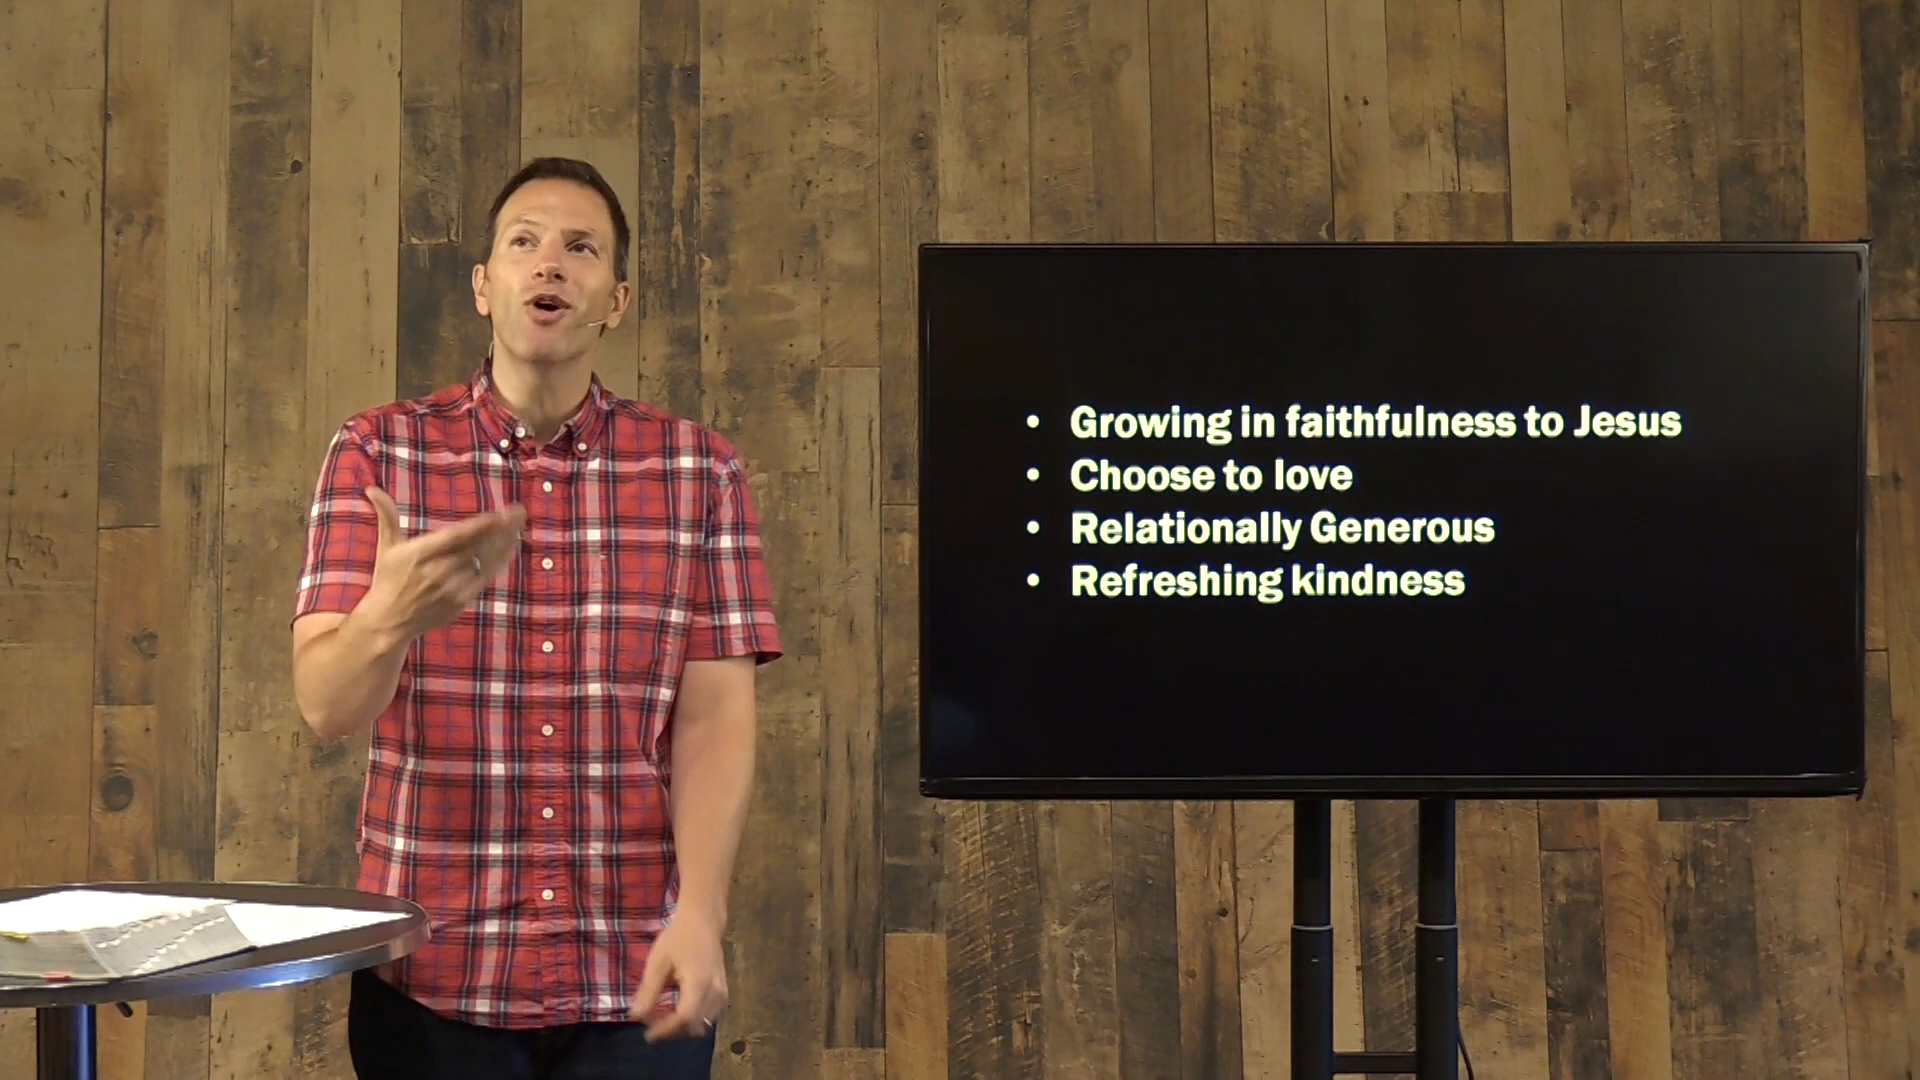 • Growing in faithfulness to Jesus
• Choose to love
• Relationally Generous
• Refreshing kindness